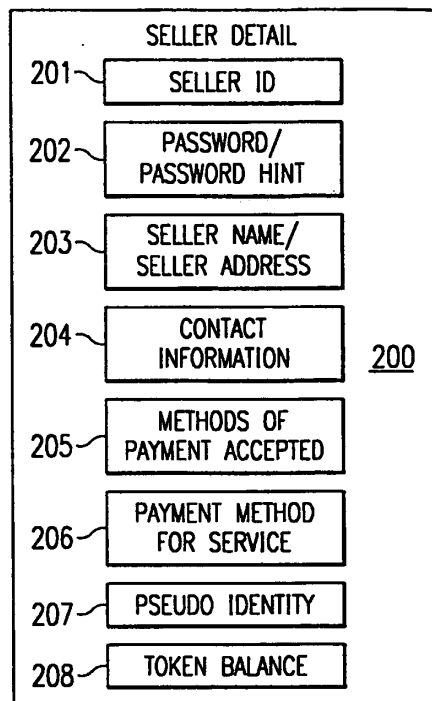 SELLER DETAIL
201
SELLER ID
202
PASSWORD/
PASSWORD HINT
203
SELLER NAME/
SELLER ADDRESS
204
CONTACT
INFORMATION
200
205
METHODS OF
PAYMENT ACCEPTED
206
PAYMENT METHOD
FOR SERVICE
207
PSEUDO IDENTITY
208
TOKEN BALANCE